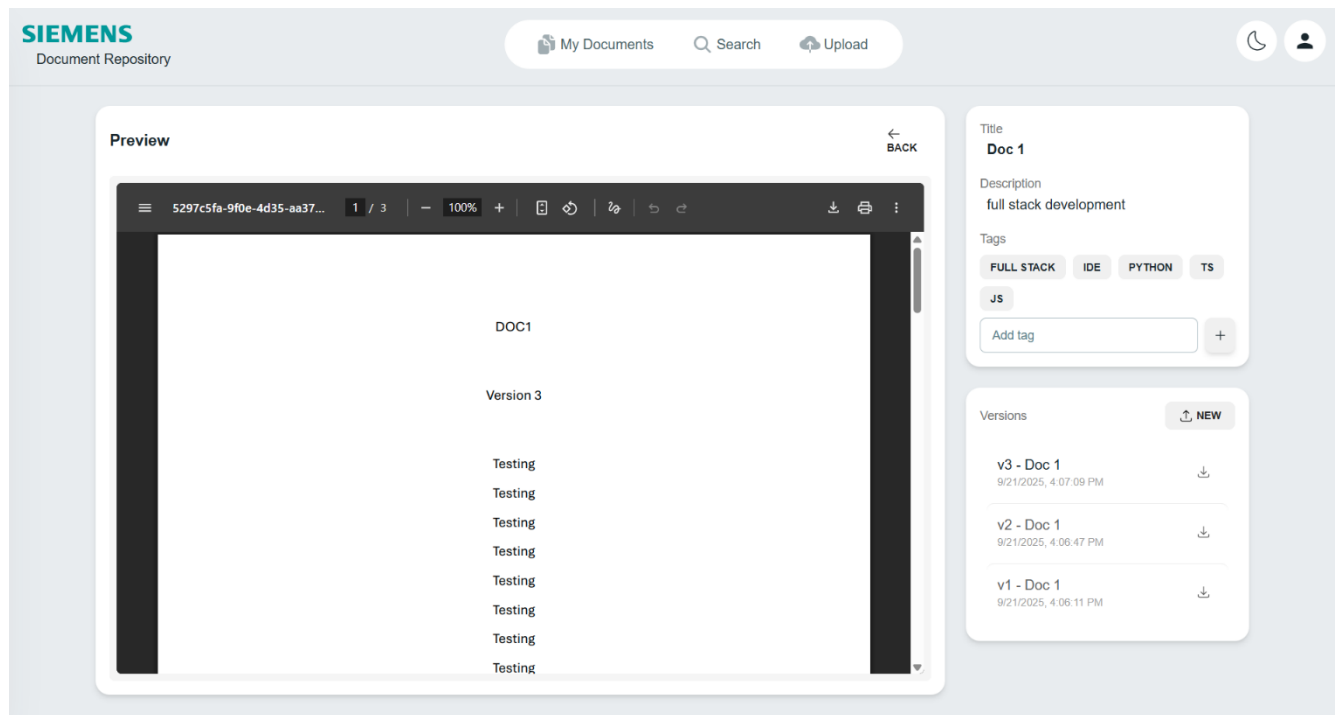 SIEMENS
Document Repository
My Documents
Search
Upload
Preview
BACK
5297c5fa-9f0e-4d35-aa37...
1 / 3
100%
DOC1
Version 3
Testing
Testing
Testing
Testing
Testing
Testing
Testing
Testing
Title
Doc 1
Description
full stack development
Tags
FULL STACK IDE PYTHON TS
JS
Add tag
Versions
NEW
v3 - Doc 1
9/21/2025, 4:07:09 PM
v2 - Doc 1
9/21/2025, 4:06:47 PM
v1 - Doc 1
9/21/2025, 4:06:11 PM